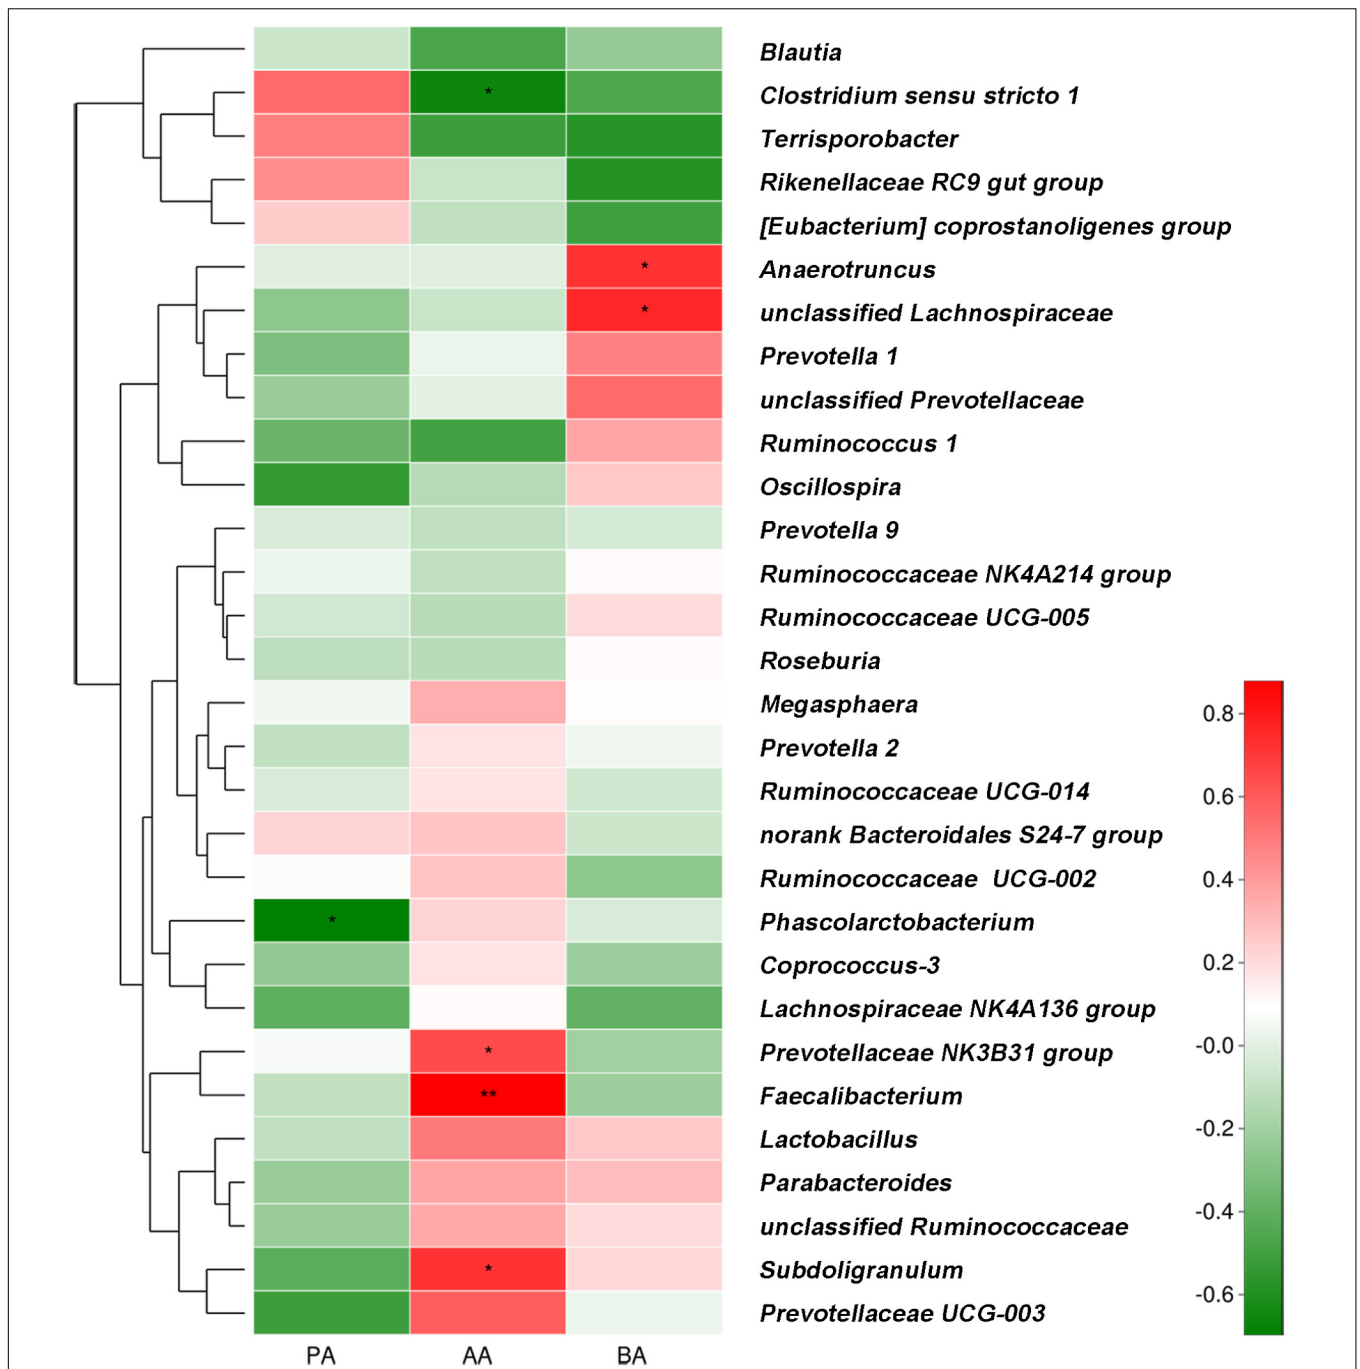 Blautia
* Clostridium sensu stricto 1
Terrisporobacter
Rikenellaceae RC9 gut group
[Eubacterium] coprostanoligenes group
* Anaerotruncus
* unclassified Lachnospiraceae
Prevotella 1
unclassified Prevotellaceae
Ruminococcus 1
Oscillospira
Prevotella 9
Ruminococcaceae NK4A214 group
Ruminococcaceae UCG-005
Roseburia
Megasphaera
Prevotella 2
Ruminococcaceae UCG-014
norank Bacteroidales S24-7 group
Ruminococcaceae UCG-002
* Phascolarctobacterium
Coprococcus-3
Lachnospiraceae NK4A136 group
* Prevotellaceae NK3B31 group
** Faecalibacterium
Lactobacillus
Parabacteroides
unclassified Ruminococcaceae
* Subdoligranulum
Prevotellaceae UCG-003
PA AA BA
0.8
0.6
0.4
0.2
-0.0
-0.2
-0.4
-0.6